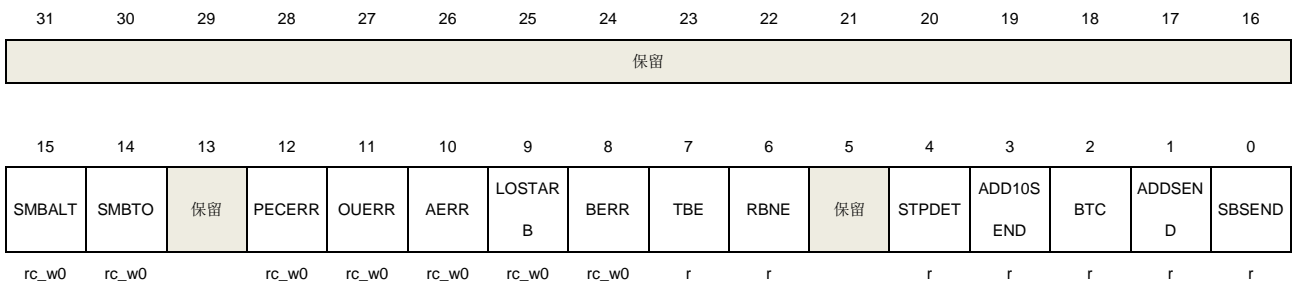 31 30 29 28 27 26 25 24 23 22 21 20 19 18 17 16
保留
15 14 13 12 11 10 9 8 7 6 5 4 3 2 1 0
SMBALT SMBTO 保留 PECERR OUERR AERR LOSTAR B BERR TBE RBNE 保留 STPDET ADD10S END BTC ADDSEN D SBSEND
rc_w0 rc_w0 rc_w0 rc_w0 rc_w0 rc_w0 rc_w0 r r r r r r r